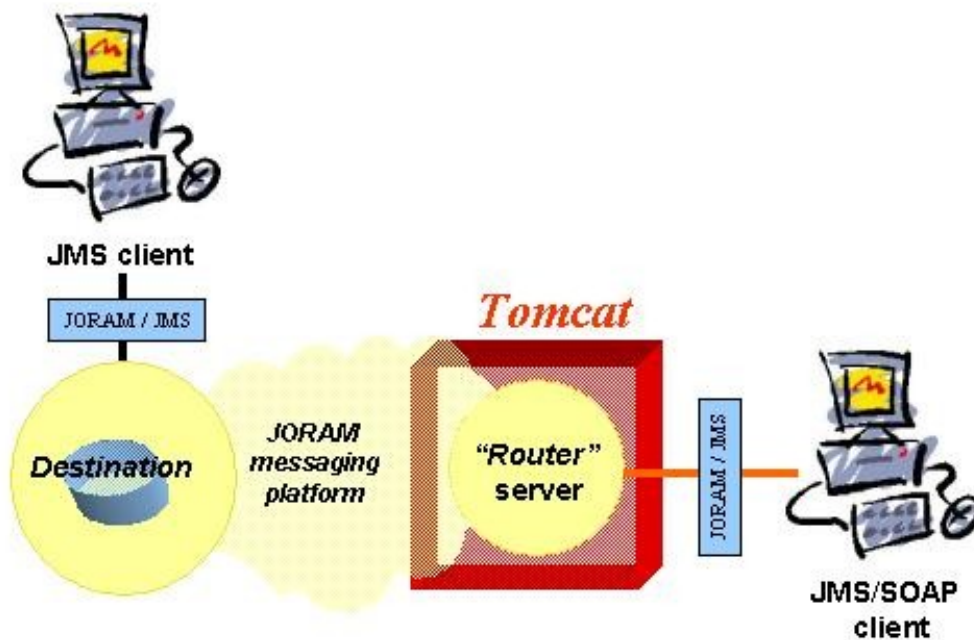 JMS client
JORAM / JMS
Tomcat
Destination
JORAM
messaging
platform
"Router"
server
JORAM / JMS
JMS/SOAP
client